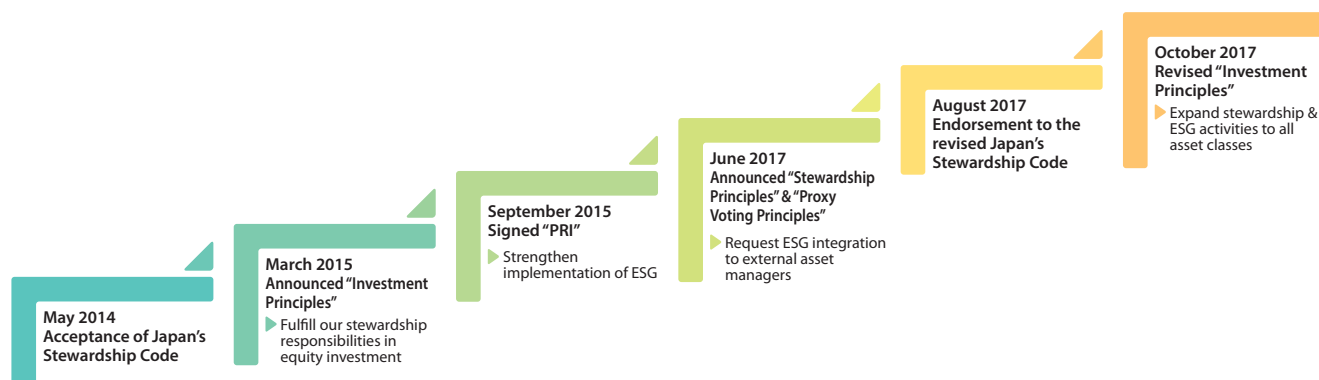 May 2014
Acceptance of Japan's
Stewardship Code
March 2015
Announced “Investment
Principles”
Fulfill our stewardship
responsibilities in
equity investment
September 2015
Signed “PRI”
Strengthen
implementation of ESG
June 2017
Announced “Stewardship
Principles” & “Proxy
Voting Principles”
Request ESG integration
to external asset
managers
August 2017
Endorsement to the
revised Japan's
Stewardship Code
October 2017
Revised “Investment
Principles”
Expand stewardship &
ESG activities to all
asset classes